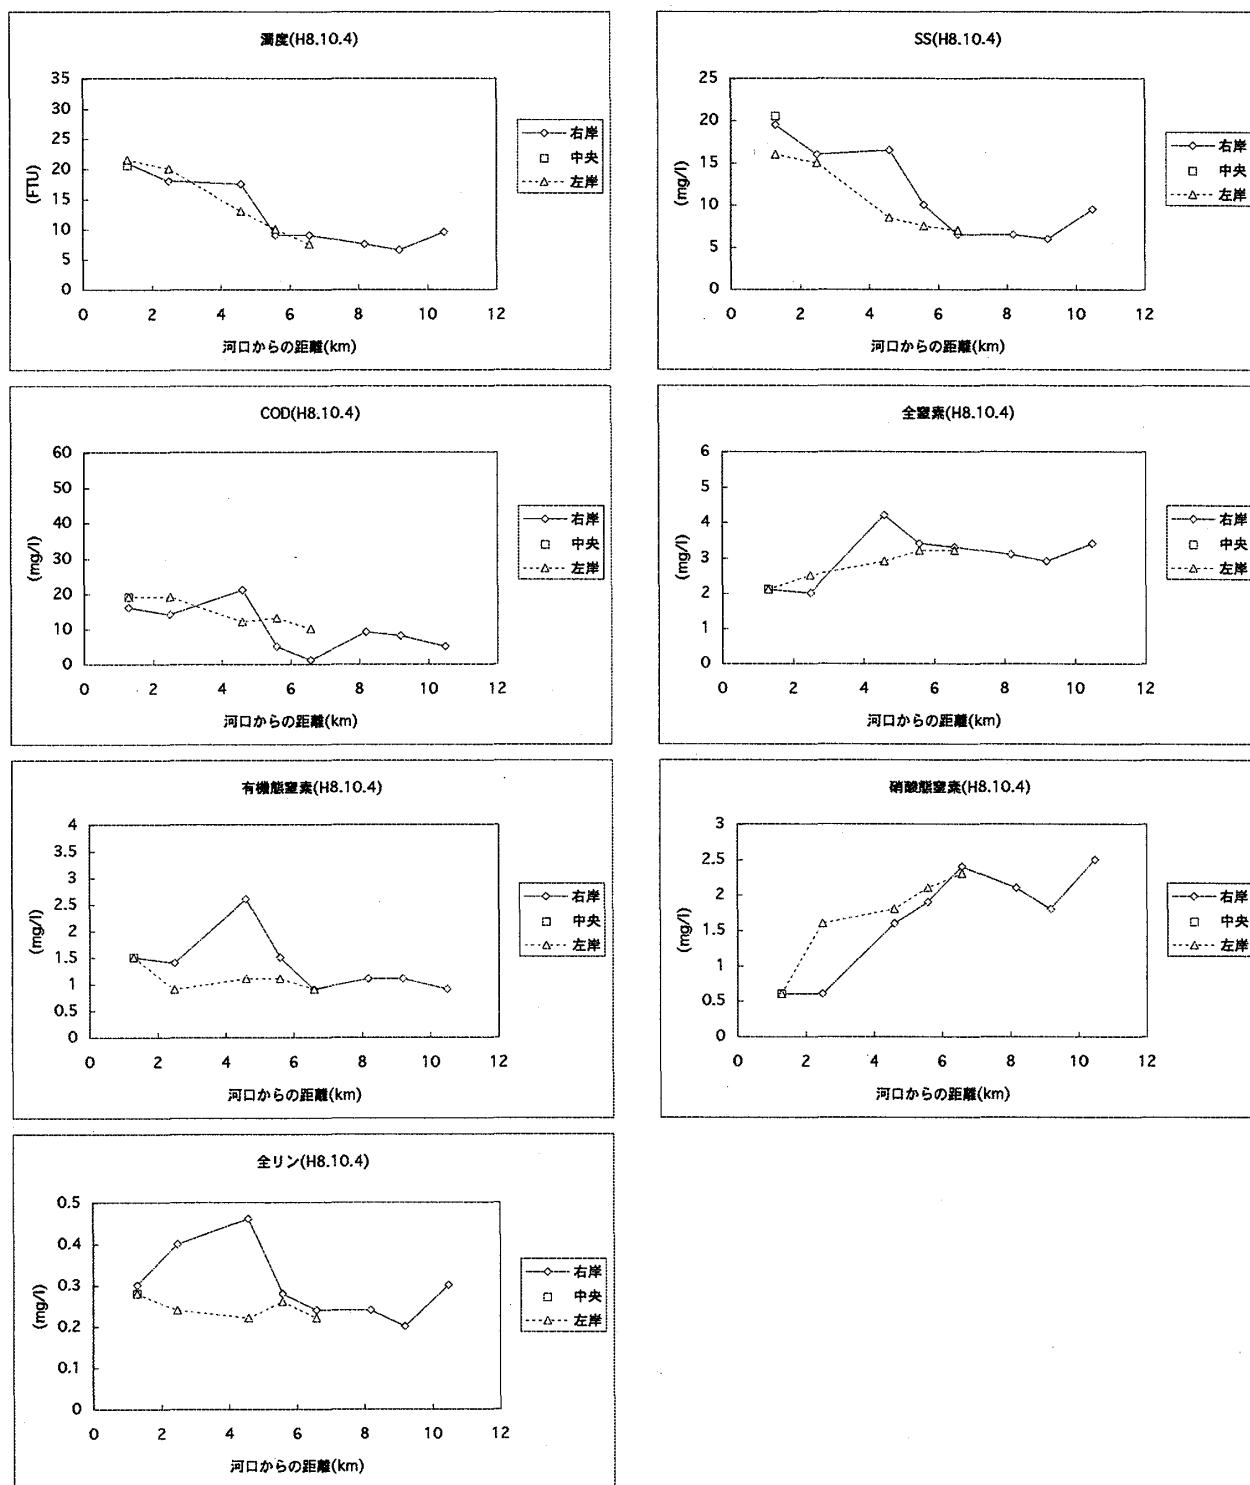 濁度(H8.10.4)
35
30
25
20
15
10
5
0
(FTU)
0 2 4 6 8 10 12
河口からの距離(km)
右岸
中央
左岸
SS(H8.10.4)
25
20
15
10
5
0
(mg/l)
0 2 4 6 8 10 12
河口からの距離(km)
右岸
中央
左岸
COD(H8.10.4)
60
50
40
30
20
10
0
(mg/l)
0 2 4 6 8 10 12
河口からの距離(km)
右岸
中央
左岸
全窒素(H8.10.4)
6
5
4
3
2
1
0
(mg/l)
0 2 4 6 8 10 12
河口からの距離(km)
右岸
中央
左岸
有機態窒素(H8.10.4)
4
3.5
3
2.5
2
1.5
1
0.5
0
(mg/l)
0 2 4 6 8 10 12
河口からの距離(km)
右岸
中央
左岸
硝酸態窒素(H8.10.4)
3
2.5
2
1.5
1
0.5
0
(mg/l)
0 2 4 6 8 10 12
河口からの距離(km)
右岸
中央
左岸
全リン(H8.10.4)
0.5
0.4
0.3
0.2
0.1
0
(mg/l)
0 2 4 6 8 10 12
河口からの距離(km)
右岸
中央
左岸